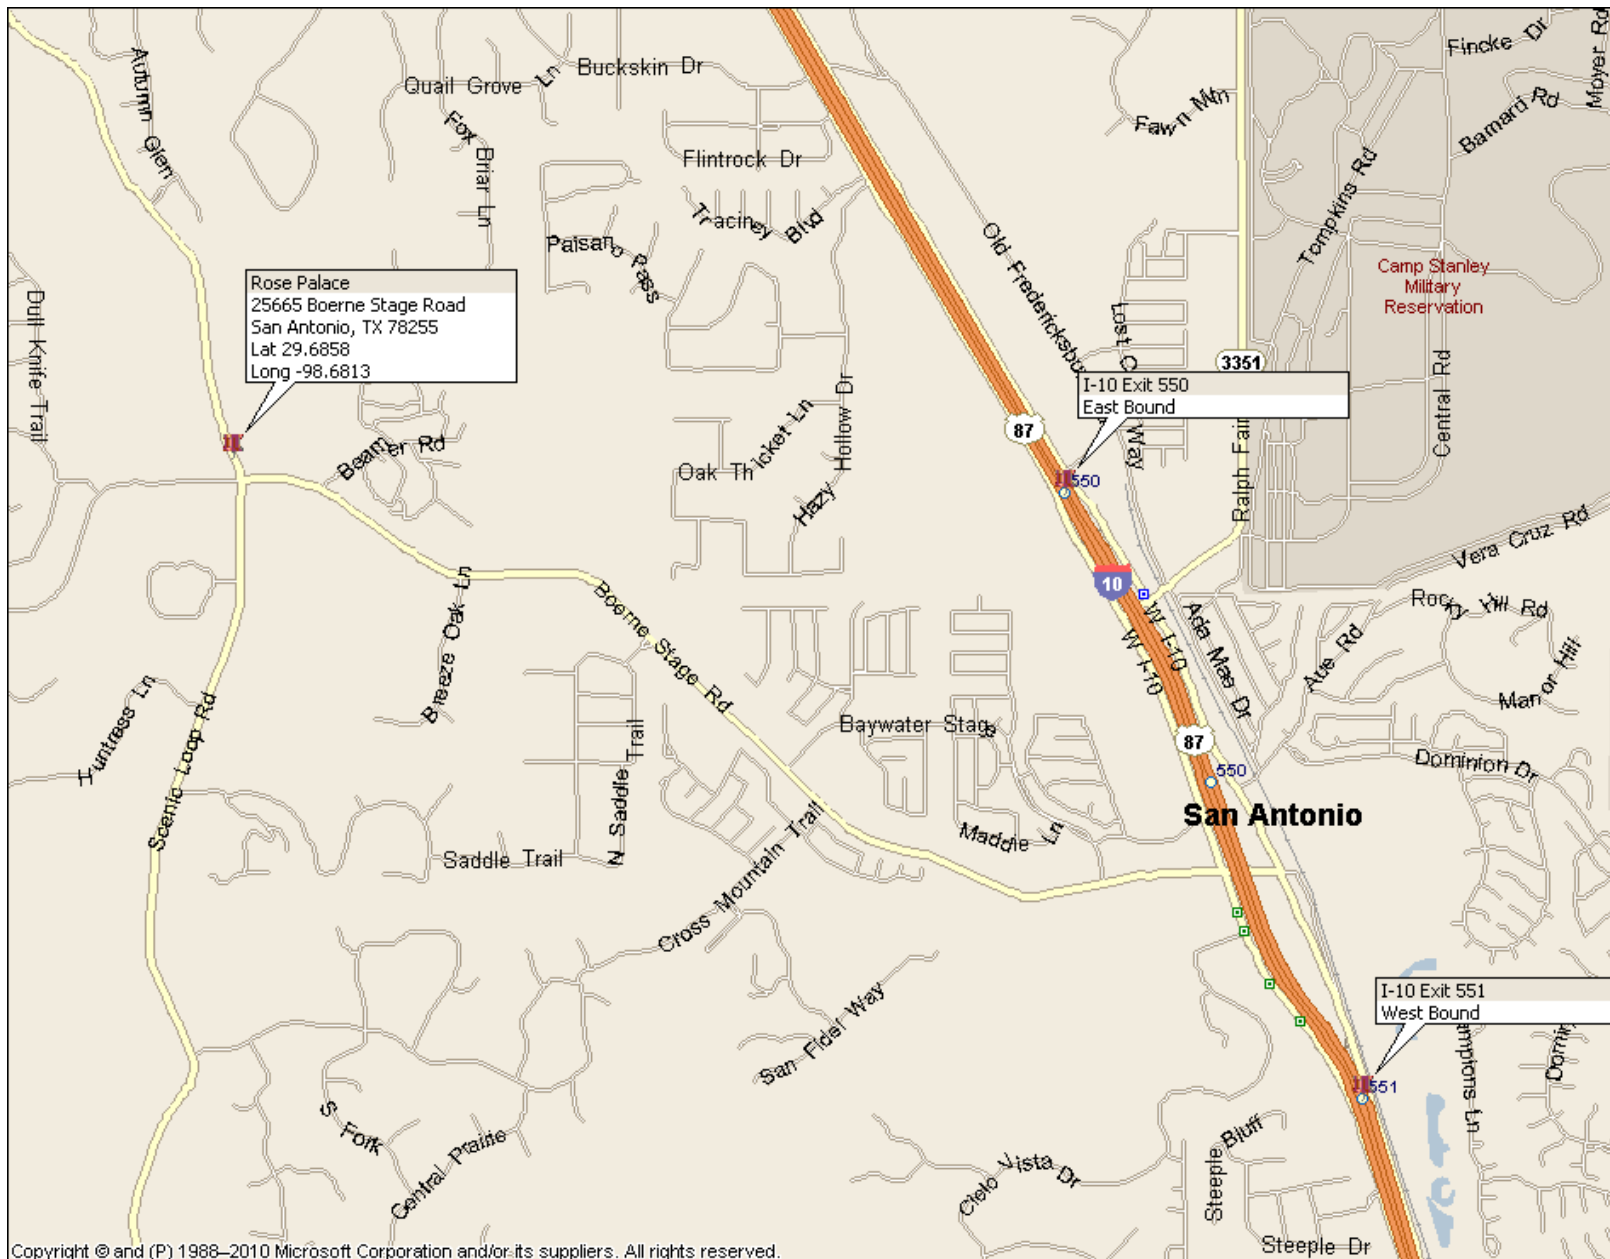 Fincke Dr
Moyer Rd
Autumn Glen
Quail Grove Ln
Buckskin Dr
Fawn Mtn
Barnard Rd
Fox Briar Ln
Flintrock Dr
Tompkins Rd
Traciney Blvd
Paisano Pass
Old Fredericksbu
Camp Stanley
Military
Reservation
Dull Knife Trail
Rose Palace
25665 Boerne Stage Road
San Antonio, TX 78255
Lat 29.6858
Long -98.6813
Lost C
Way
3351
I-10 Exit 550
East Bound
Central Rd
87
Ralph Fair
Beamer Rd
Oak Thicket Ln
Hazy Hollow Dr
550
Vera Cruz Rd
10
Breeze Oak Ln
Boerne Stage Rd
W I-10
W I-10
Ada Mae Dr
Rocky Hill Rd
Aue Rd
Manor Hill
Huntress Ln
Scenic Loop Rd
N Saddle Trail
Baywater Stage
87
550
Dominion Dr
San Antonio
Maddie Ln
Saddle Trail
Cross Mountain Trail
San Fidel Way
I-10 Exit 551
West Bound
551
amptons Ln
Domin
S Fork
Central Prairie
Cielo Vista Dr
Steeple Bluff
Steeple Dr
Copyright © and (P) 1988–2010 Microsoft Corporation and/or its suppliers. All rights reserved.